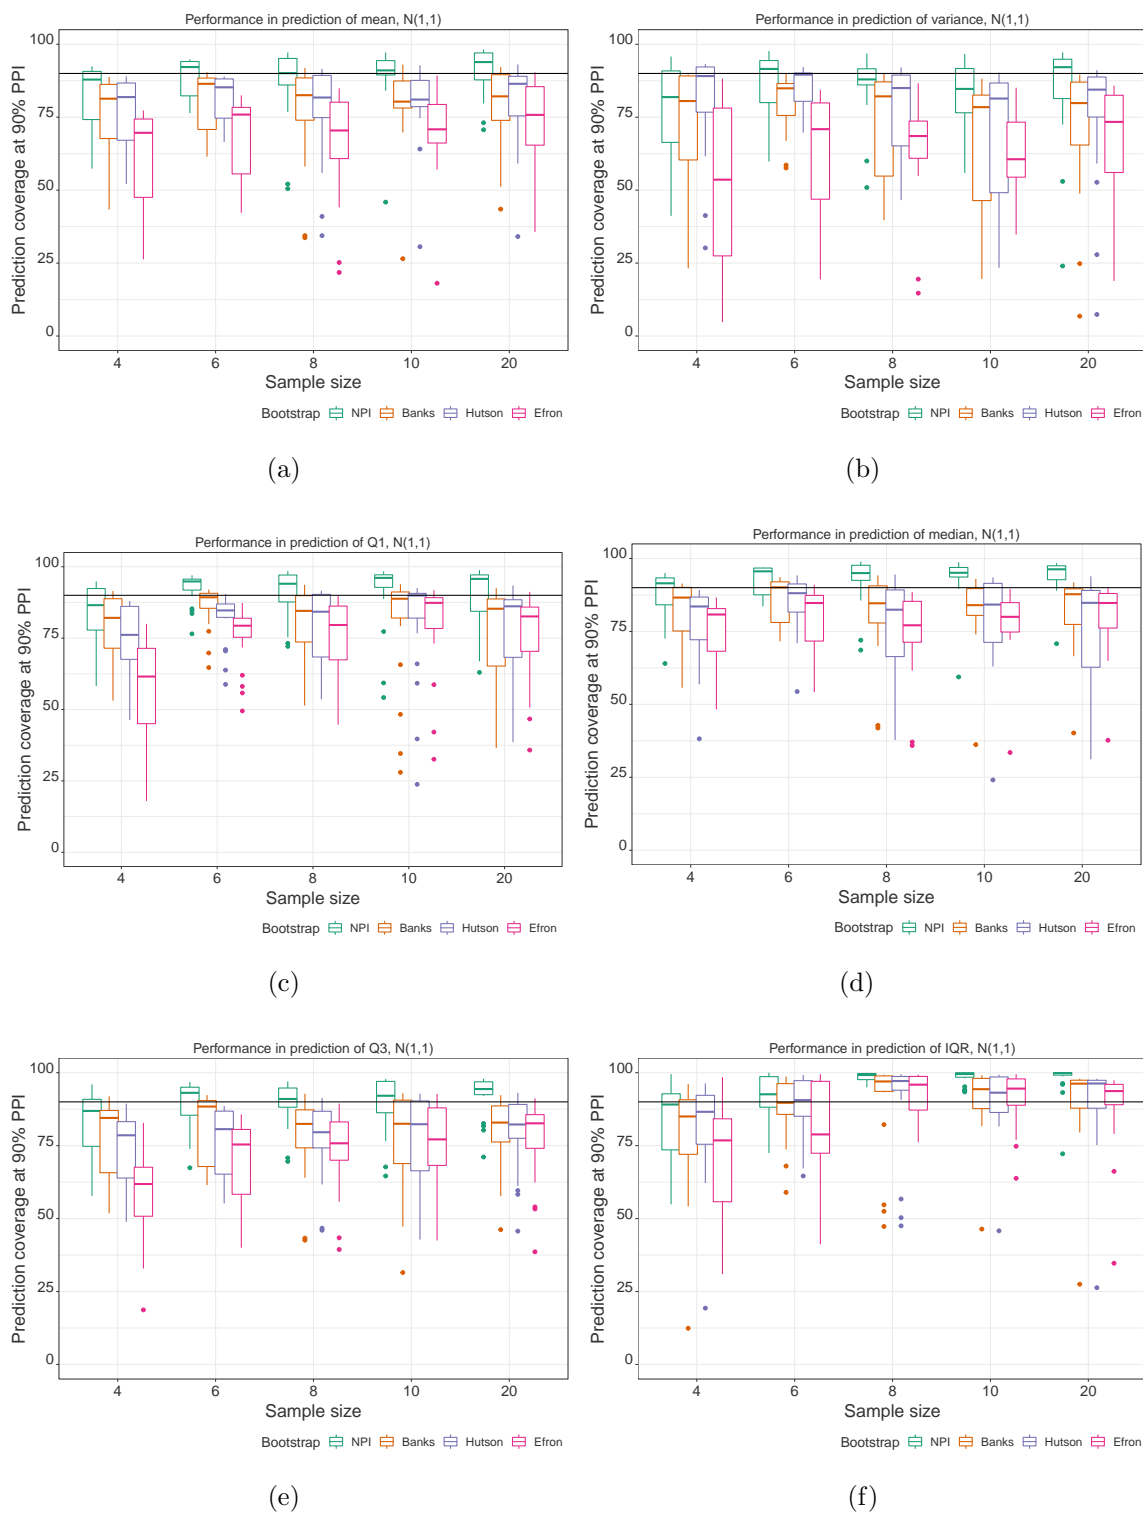 Performance in prediction of mean, N(1,1)
Prediction coverage at 90% PPI
100
75
50
25
0
4 6 8 10 20
Sample size
Bootstrap NPI Banks Hutson Efron
(a)
Performance in prediction of variance, N(1,1)
Prediction coverage at 90% PPI
100
75
50
25
0
4 6 8 10 20
Sample size
Bootstrap NPI Banks Hutson Efron
(b)
Performance in prediction of Q1, N(1,1)
Prediction coverage at 90% PPI
100
75
50
25
0
4 6 8 10 20
Sample size
Bootstrap NPI Banks Hutson Efron
(c)
Performance in prediction of median, N(1,1)
Prediction coverage at 90% PPI
100
75
50
25
0
4 6 8 10 20
Sample size
Bootstrap NPI Banks Hutson Efron
(d)
Performance in prediction of Q3, N(1,1)
Prediction coverage at 90% PPI
100
75
50
25
0
4 6 8 10 20
Sample size
Bootstrap NPI Banks Hutson Efron
(e)
Performance in prediction of IQR, N(1,1)
Prediction coverage at 90% PPI
100
75
50
25
0
4 6 8 10 20
Sample size
Bootstrap NPI Banks Hutson Efron
(f)